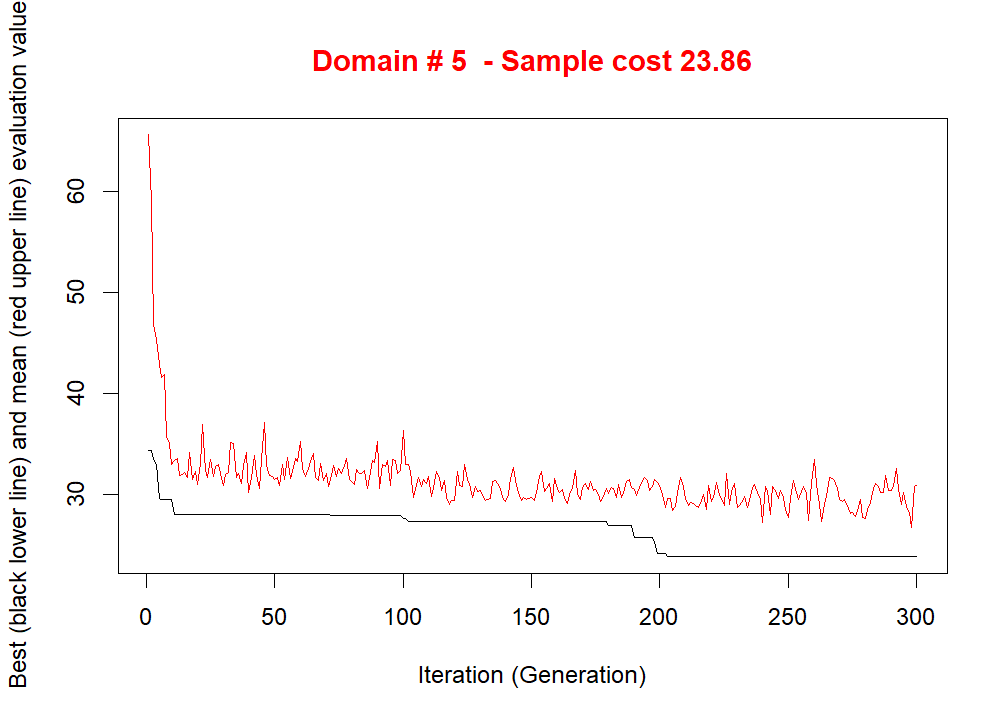 Domain # 5  - Sample cost 23.86
Best (black lower line) and mean (red upper line) evaluation value
60
50
40
30
0 50 100 150 200 250 300
Iteration (Generation)